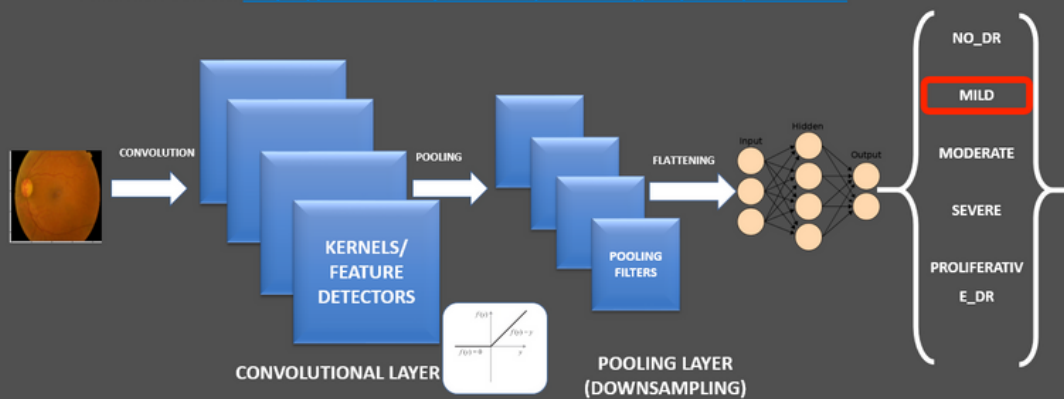 CONVOLUTION
KERNELS/
FEATURE
DETECTORS
f(y)
f(y)=y
f(y)=0
y
CONVOLUTIONAL LAYER
POOLING
POOLING
FILTERS
POOLING LAYER
(DOWNSAMPLING)
FLATTENING
Input
Hidden
Output
NO_DR
MILD
MODERATE
SEVERE
PROLIFERATIV
E_DR